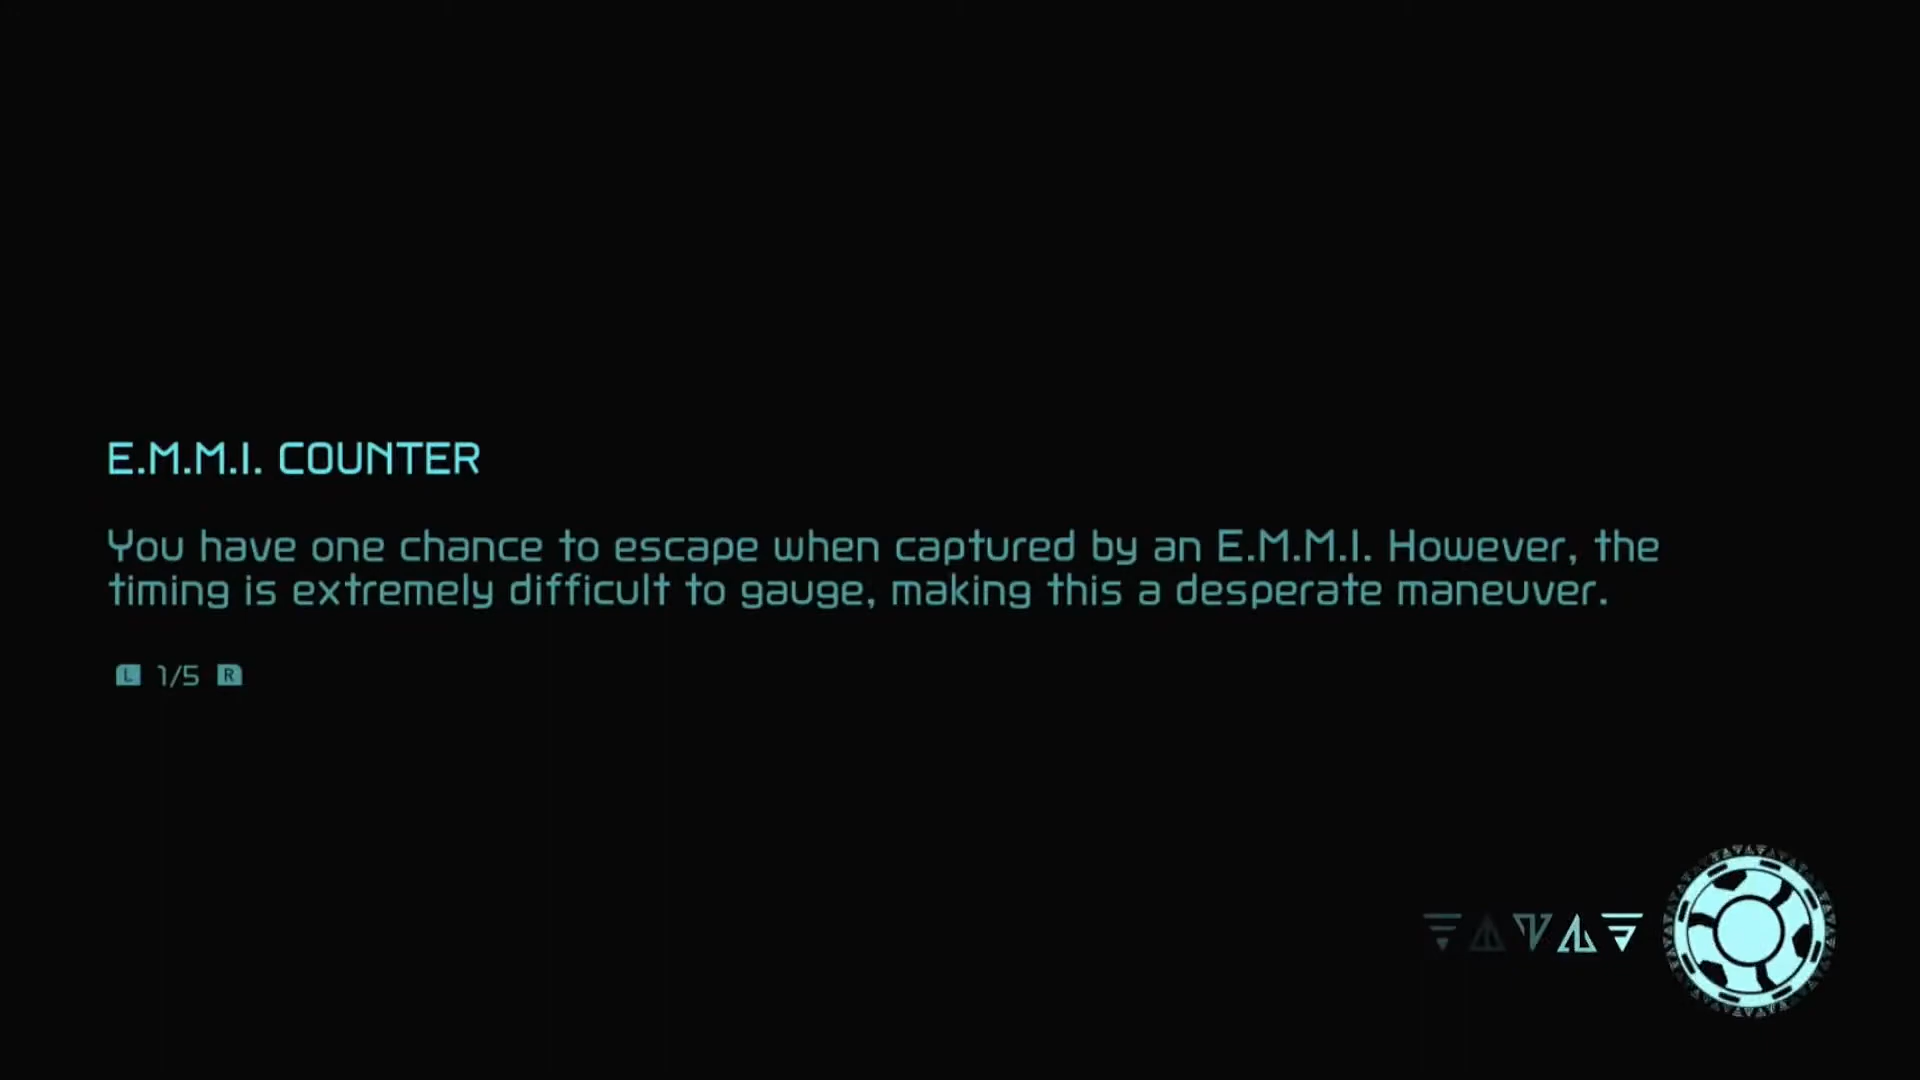 E.M.M.I. COUNTER
You have one chance to escape when captured by an E.M.M.I. However, the
timing is extremely difficult to gauge, making this a desperate maneuver.
L 1/5 R